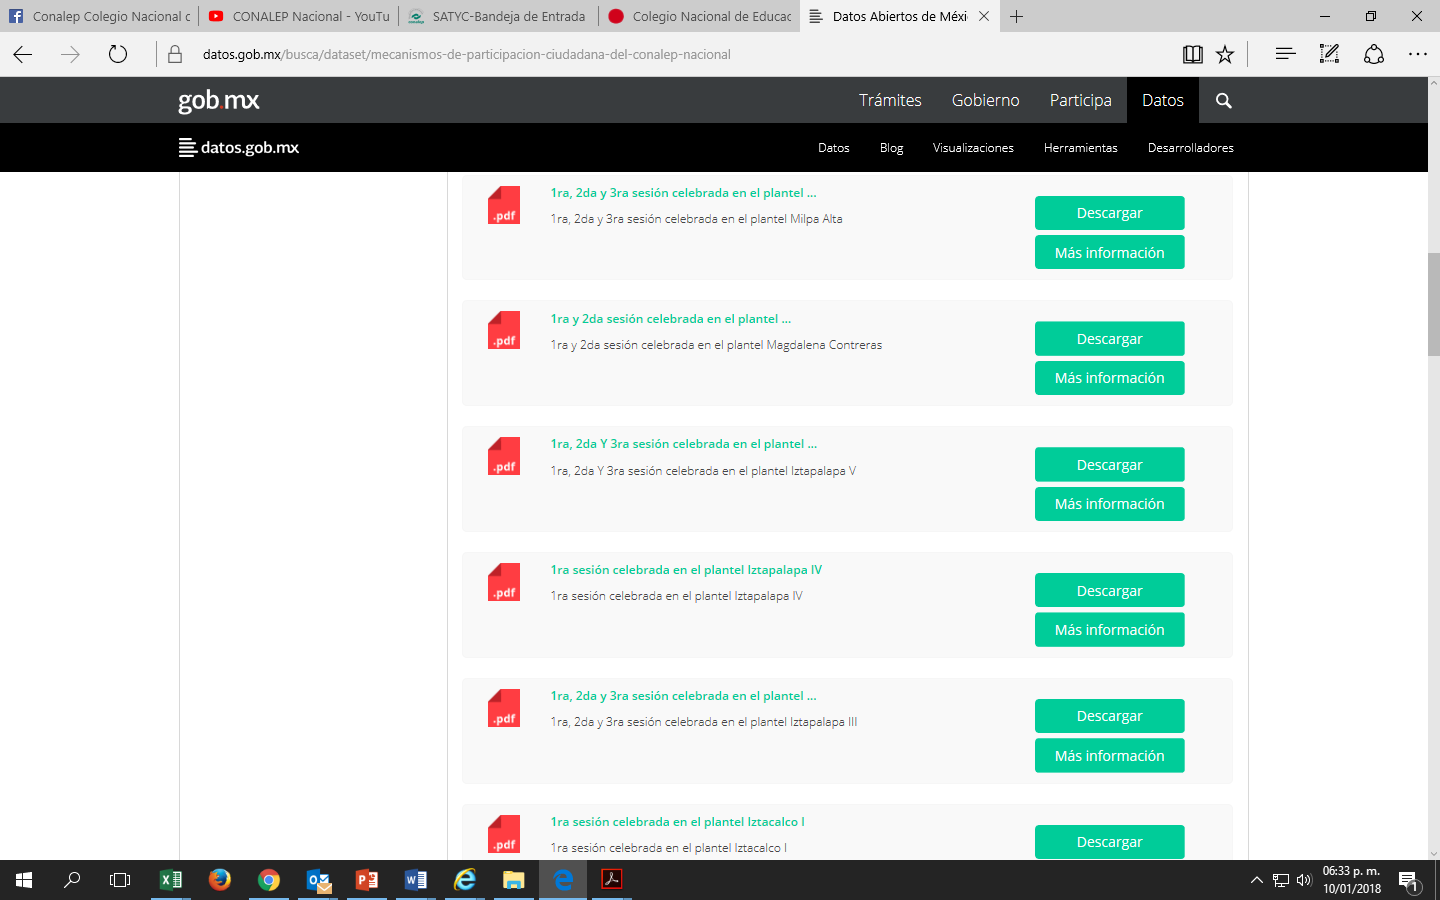 Conalep Colegio Nacional d
CONALEP Nacional - YouTu
SATYC-Bandeja de Entrada
Colegio Nacional de Educac
Datos Abiertos de Méxi
datos.gob.mx/busca/dataset/mecanismos-de-participacion-ciudadana-del-conalep-nacional
gob.mx
Trámites
Gobierno
Participa
Datos
datos.gob.mx
Datos
Blog
Visualizaciones
Herramientas
Desarrolladores
.pdf
1ra, 2da y 3ra sesión celebrada en el plantel ...
1ra, 2da y 3ra sesión celebrada en el plantel Milpa Alta
Descargar
Más información
.pdf
1ra y 2da sesión celebrada en el plantel ...
1ra y 2da sesión celebrada en el plantel Magdalena Contreras
Descargar
Más información
.pdf
1ra, 2da Y 3ra sesión celebrada en el plantel ...
1ra, 2da Y 3ra sesión celebrada en el plantel Iztapalapa V
Descargar
Más información
.pdf
1ra sesión celebrada en el plantel Iztapalapa IV
1ra sesión celebrada en el plantel Iztapalapa IV
Descargar
Más información
.pdf
1ra, 2da y 3ra sesión celebrada en el plantel ...
1ra, 2da y 3ra sesión celebrada en el plantel Iztapalapa III
Descargar
Más información
.pdf
1ra sesión celebrada en el plantel Iztacalco I
1ra sesión celebrada en el plantel Iztacalco I
Descargar
06:33 p. m.
10/01/2018
1